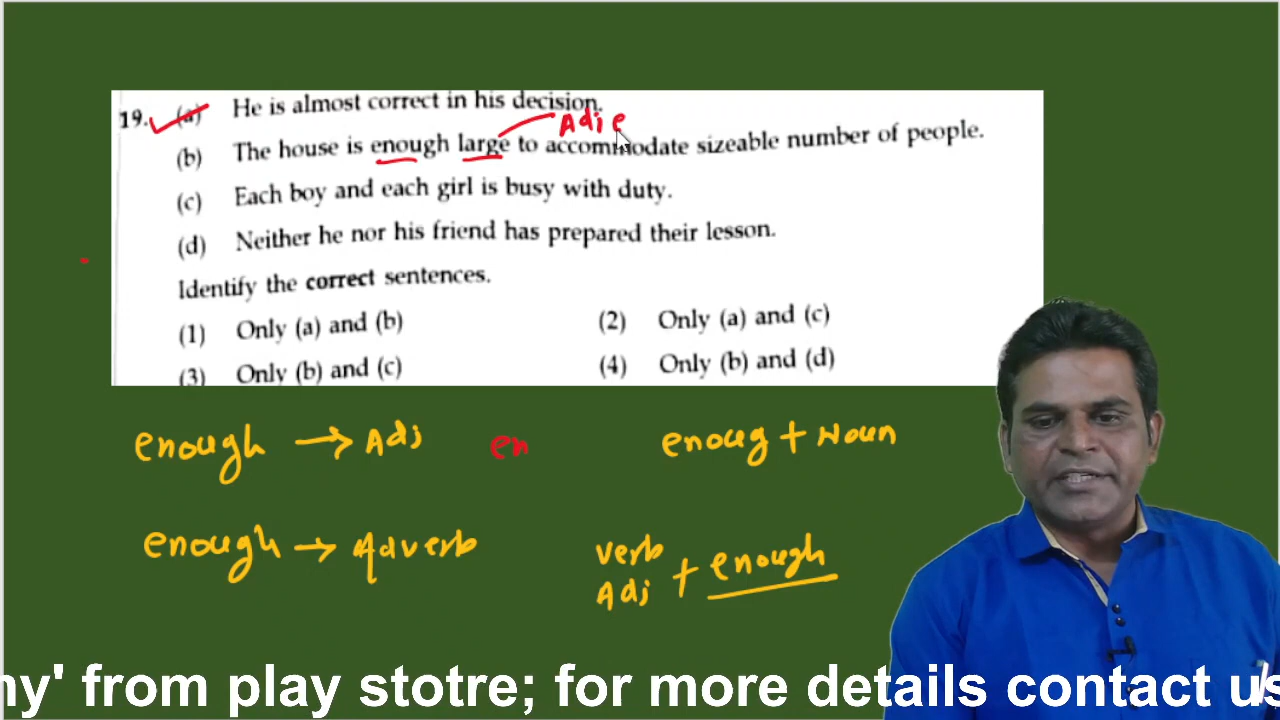 19. (a) He is almost correct in his decision.
Adj e
(b) The house is enough large to accommodate sizeable number of people.
(c) Each boy and each girl is busy with duty.
(d) Neither he nor his friend has prepared their lesson.
Identify the correct sentences.
(1) Only (a) and (b) (2) Only (a) and (c)
(3) Only (b) and (c) (4) Only (b) and (d)
enough → Adj en enoug + Noun
enough → Adverb verb
Adj + enough
ny' from play stotre; for more details contact us